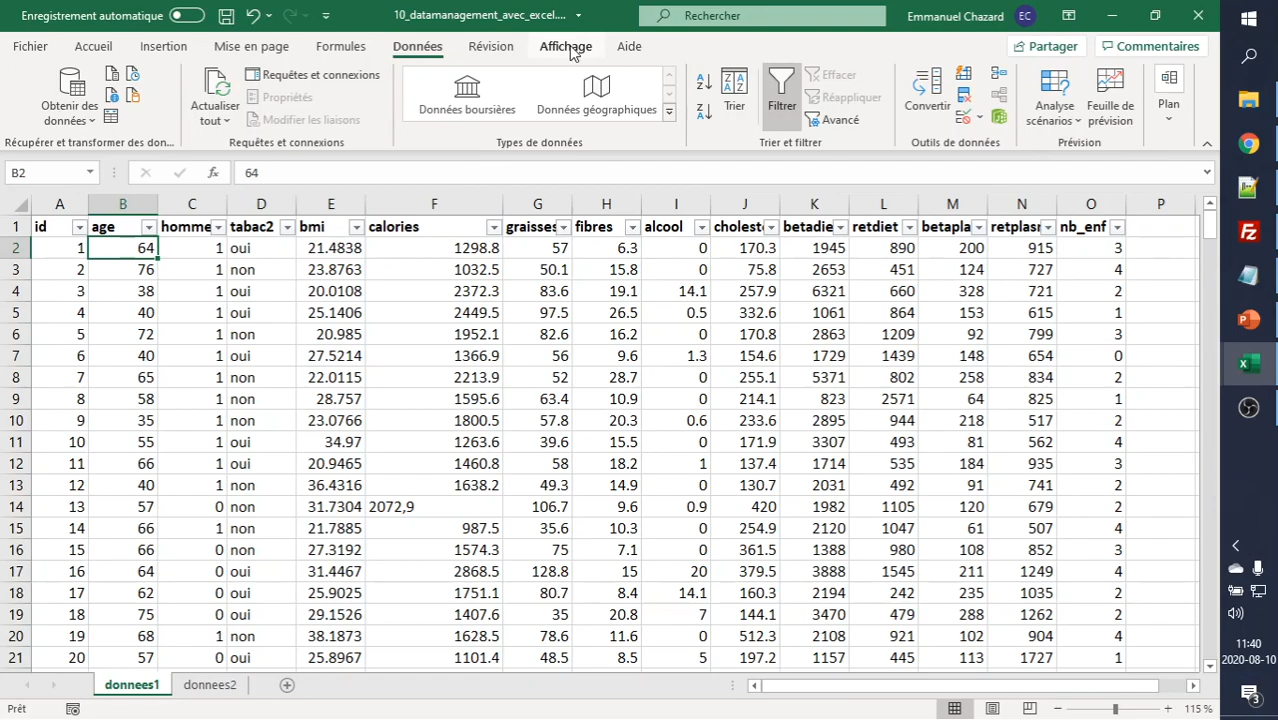 Enregistrement automatique
10_datamanagement_avec_excel....
Rechercher
Emmanuel Chazard EC
Fichier Accueil Insertion Mise en page Formules Données Révision Affichage Aide Partager Commentaires
Obtenir des données
Récupérer et transformer des don...
Actualiser tout
Requêtes et connexions
Propriétés
Modifier les liaisons
Requêtes et connexions
Données boursières Données géographiques
Types de données
Trier Filtrer
Effacer
Réappliquer
Avancé
Trier et filtrer
Convertir
Outils de données
Analyse scénarios
Feuille de prévision
Prévision
Plan
B2 fx 64
A B C D E F G H I J K L M N O P
1 id age homme tabac2 bmi calories graisses fibres alcool cholest betadie retdiet betapla retplasr nb_enf
2 1 64 1 oui 21.4838 1298.8 57 6.3 0 170.3 1945 890 200 915 3
3 2 76 1 non 23.8763 1032.5 50.1 15.8 0 75.8 2653 451 124 727 4
4 3 38 1 oui 20.0108 2372.3 83.6 19.1 14.1 257.9 6321 660 328 721 2
5 4 40 1 oui 25.1406 2449.5 97.5 26.5 0.5 332.6 1061 864 153 615 1
6 5 72 1 non 20.985 1952.1 82.6 16.2 0 170.8 2863 1209 92 799 3
7 6 40 1 oui 27.5214 1366.9 56 9.6 1.3 154.6 1729 1439 148 654 0
8 7 65 1 non 22.0115 2213.9 52 28.7 0 255.1 5371 802 258 834 2
9 8 58 1 non 28.757 1595.6 63.4 10.9 0 214.1 823 2571 64 825 1
10 9 35 1 non 23.0766 1800.5 57.8 20.3 0.6 233.6 2895 944 218 517 2
11 10 55 1 oui 34.97 1263.6 39.6 15.5 0 171.9 3307 493 81 562 4
12 11 66 1 oui 20.9465 1460.8 58 18.2 1 137.4 1714 535 184 935 3
13 12 40 1 oui 36.4316 1638.2 49.3 14.9 0 130.7 2031 492 91 741 2
14 13 57 0 non 31.7304 2072,9 106.7 9.6 0.9 420 1982 1105 120 679 2
15 14 66 1 non 21.7885 987.5 35.6 10.3 0 254.9 2120 1047 61 507 4
16 15 66 0 non 27.3192 1574.3 75 7.1 0 361.5 1388 980 108 852 3
17 16 64 0 oui 31.4467 2868.5 128.8 15 20 379.5 3888 1545 211 1249 4
18 17 62 0 oui 25.9025 1751.1 80.7 8.4 14.1 160.3 2194 242 235 1035 2
19 18 75 0 oui 29.1526 1407.6 35 20.8 7 144.1 3470 479 288 1262 2
20 19 68 1 non 38.1873 1628.5 78.6 11.6 0 512.3 2108 921 102 904 4
21 20 57 0 oui 25.8967 1101.4 48.5 8.5 5 197.2 1157 445 113 1727 1
donnees1 donnees2
Prêt
115 %
11:40
2020-08-10
3